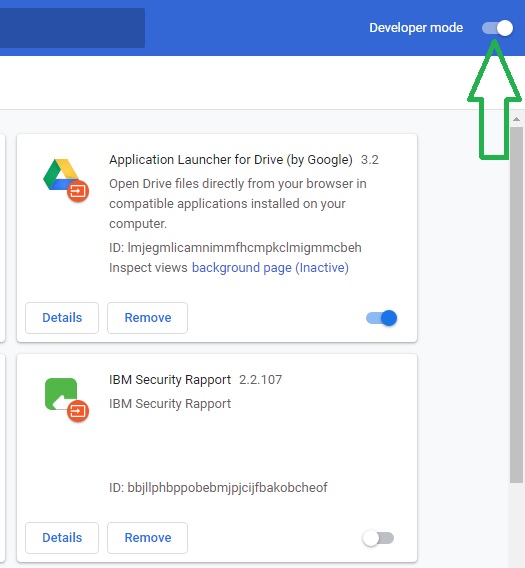 Developer mode
Application Launcher for Drive (by Google) 3.2
Open Drive files directly from your browser in
compatible applications installed on your
computer.
ID: lmjegmlicamnimmfhcmpkclmigmmcbeh
Inspect views background page (Inactive)
Details Remove
IBM Security Rapport 2.2.107
IBM Security Rapport
ID: bbjllphbppobebmjpjcijfbakobcheof
Details Remove